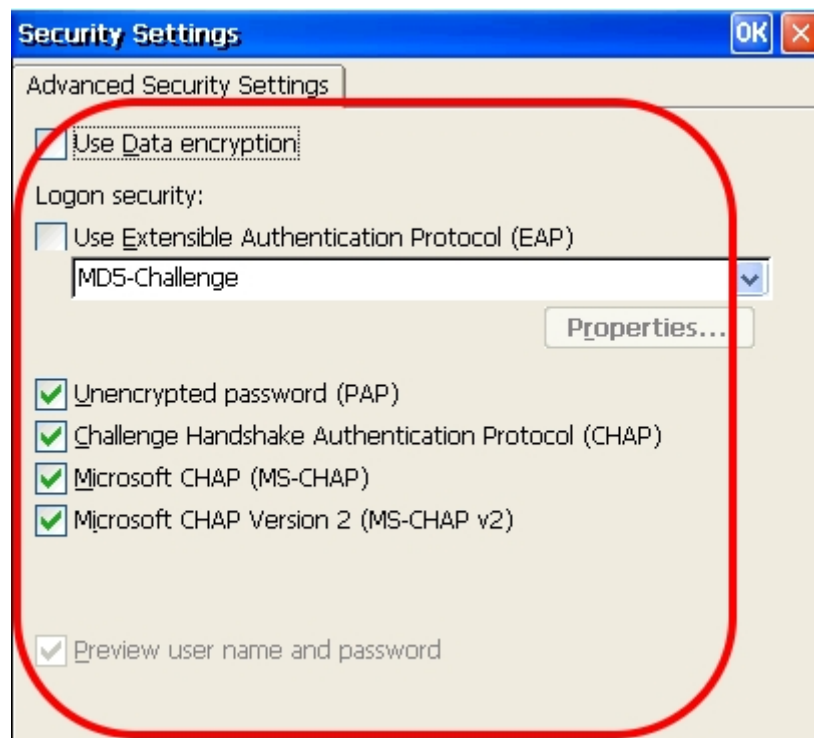 Security Settings OK
Advanced Security Settings
Use Data encryption
Logon security:
Use Extensible Authentication Protocol (EAP)
MD5-Challenge
Properties...
Unencrypted password (PAP)
Challenge Handshake Authentication Protocol (CHAP)
Microsoft CHAP (MS-CHAP)
Microsoft CHAP Version 2 (MS-CHAP v2)
Preview user name and password